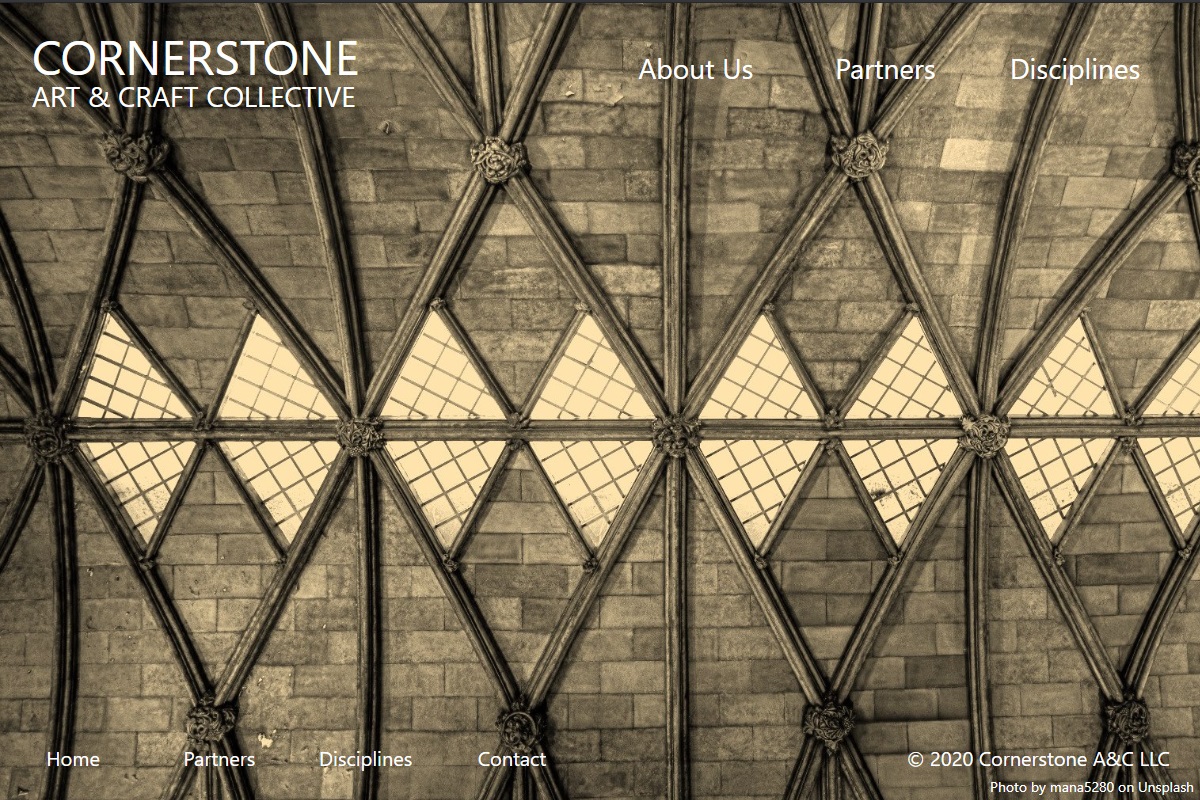 CORNERSTONE
ART & CRAFT COLLECTIVE
About Us Partners Disciplines
Home Partners Disciplines Contact © 2020 Cornerstone A&C LLC
Photo by mana5280 on Unsplash